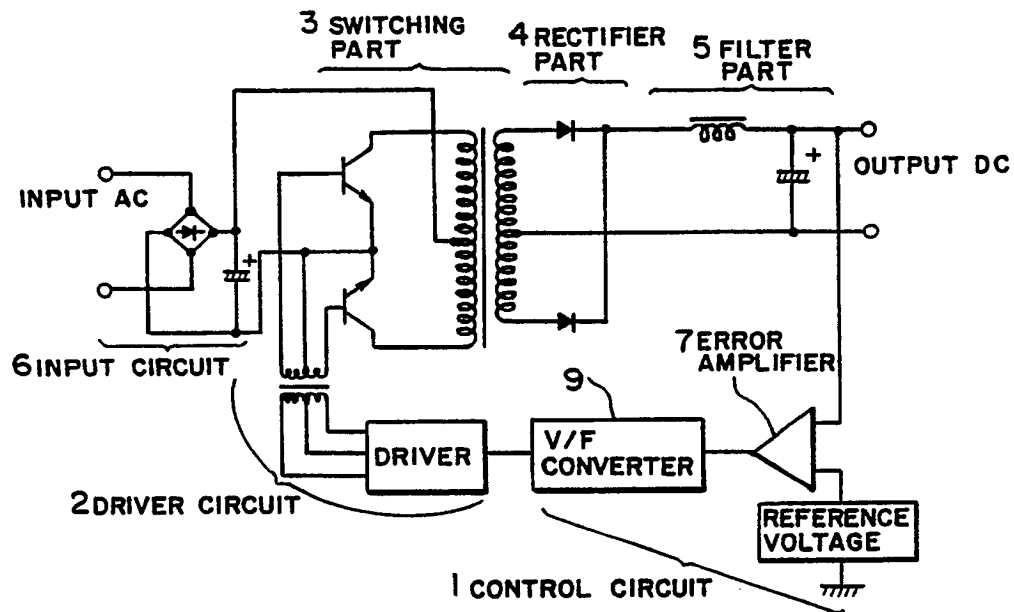 3 SWITCHING
PART
4 RECTIFIER
PART
5 FILTER
PART
INPUT AC
+
+
OUTPUT DC
6 INPUT CIRCUIT
7 ERROR
AMPLIFIER
9
V/F
CONVERTER
DRIVER
2 DRIVER CIRCUIT
REFERENCE
VOLTAGE
1 CONTROL CIRCUIT